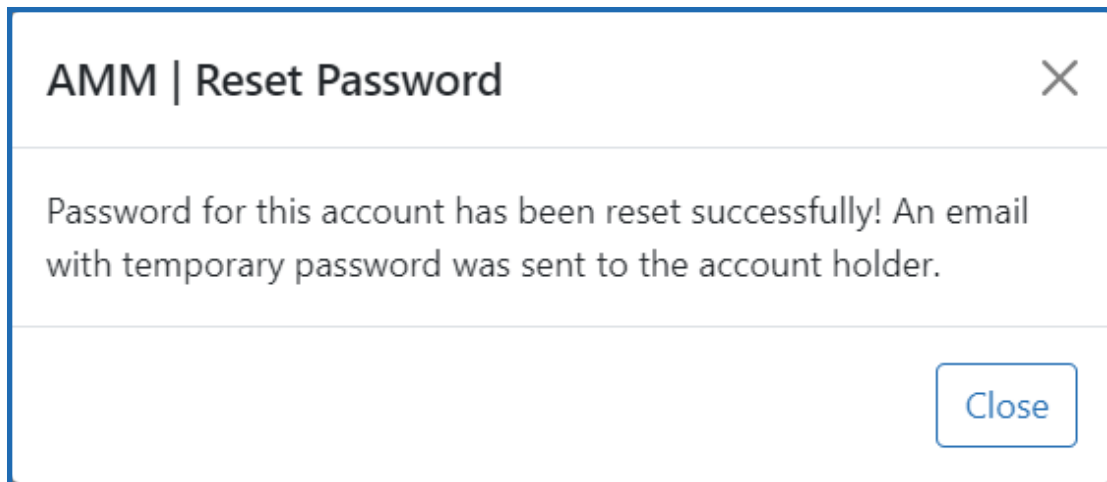 AMM | Reset Password
Password for this account has been reset successfully! An email
with temporary password was sent to the account holder.
Close